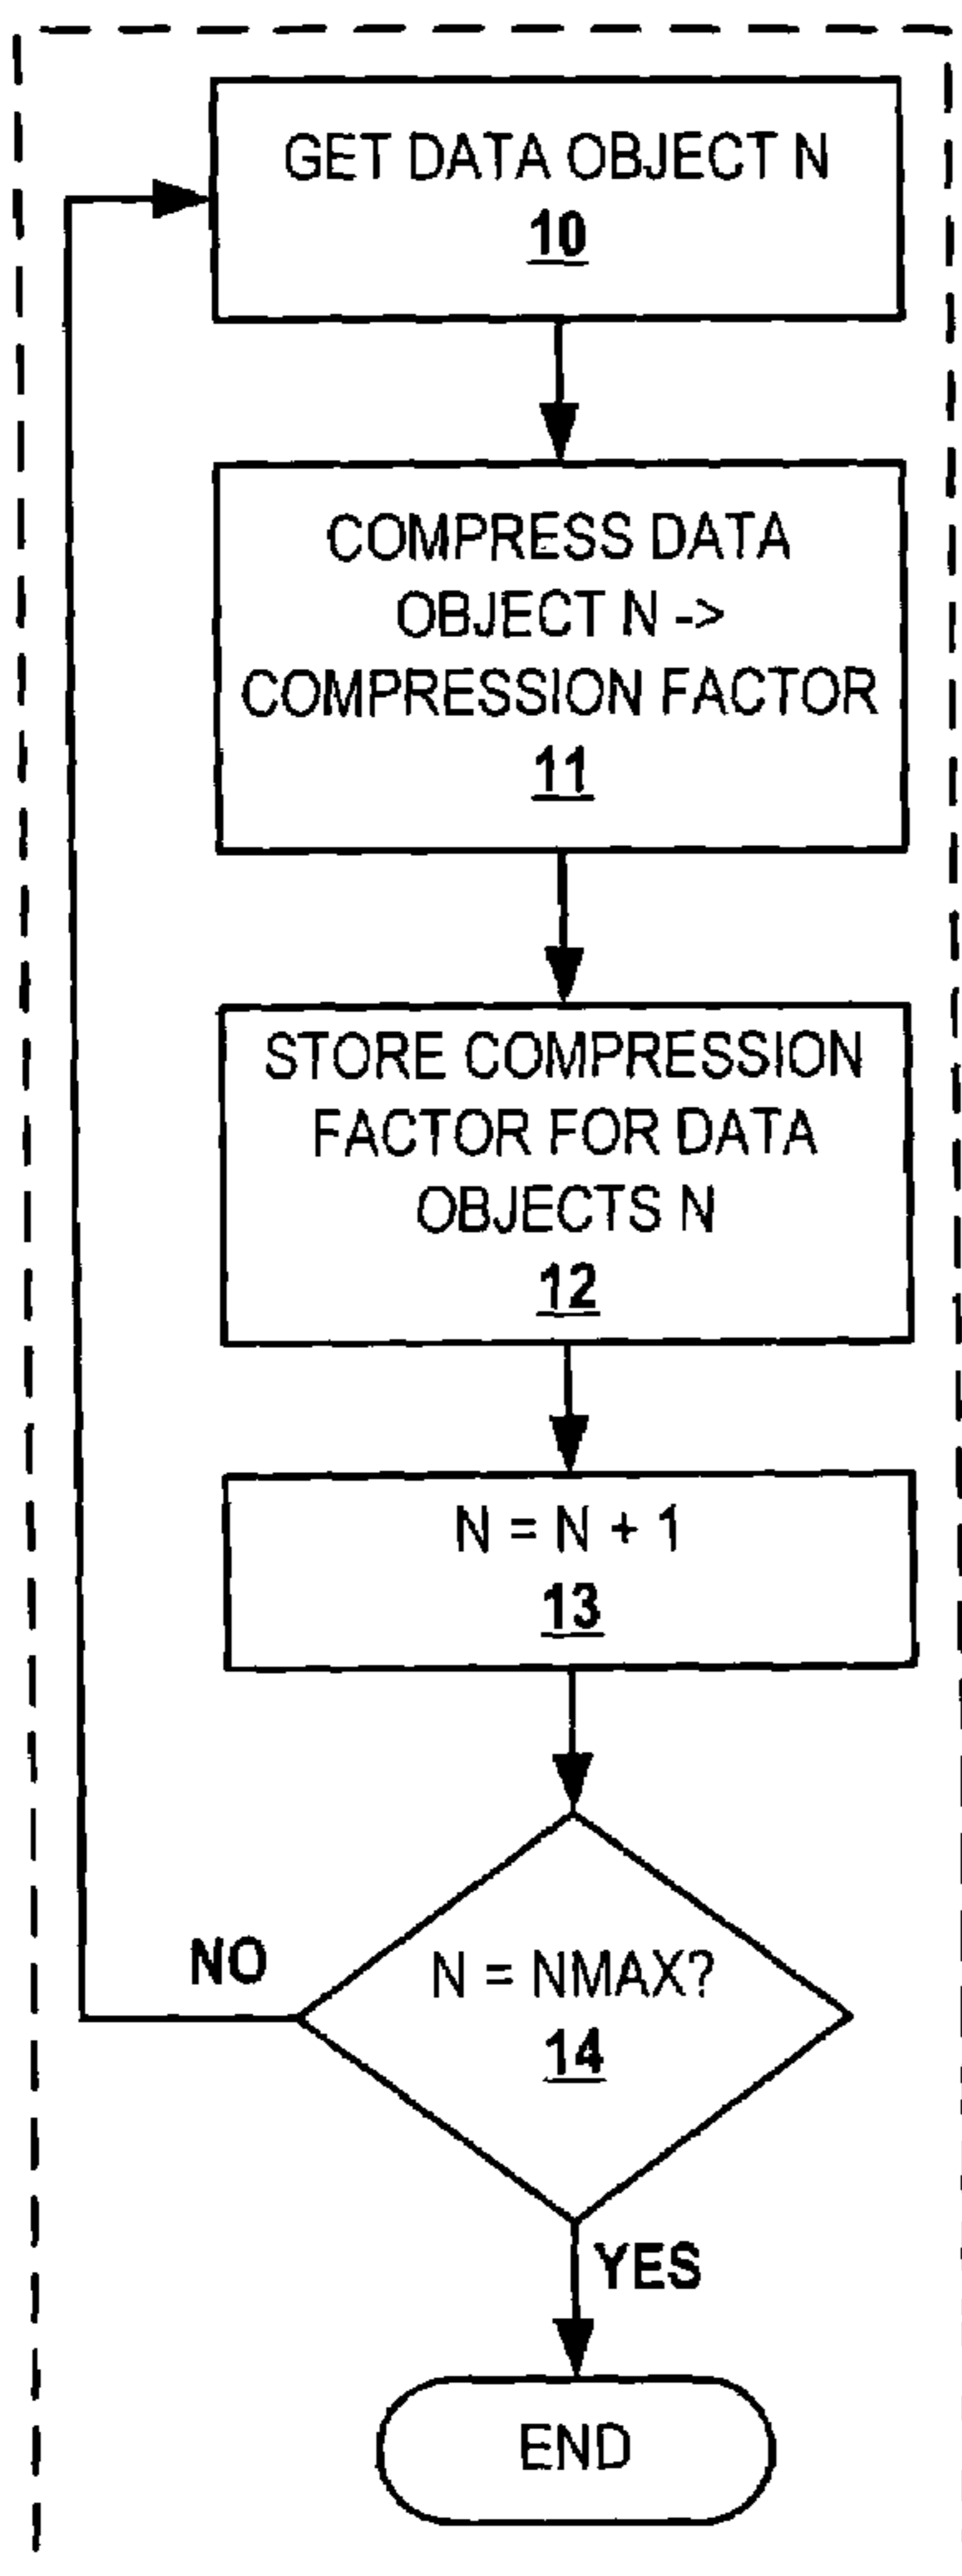 GET DATA OBJECT N
10
COMPRESS DATA
OBJECT N ->
COMPRESSION FACTOR
11
STORE COMPRESSION
FACTOR FOR DATA
OBJECTS N
12
N = N + 1
13
N = NMAX?
14
NO
YES
END